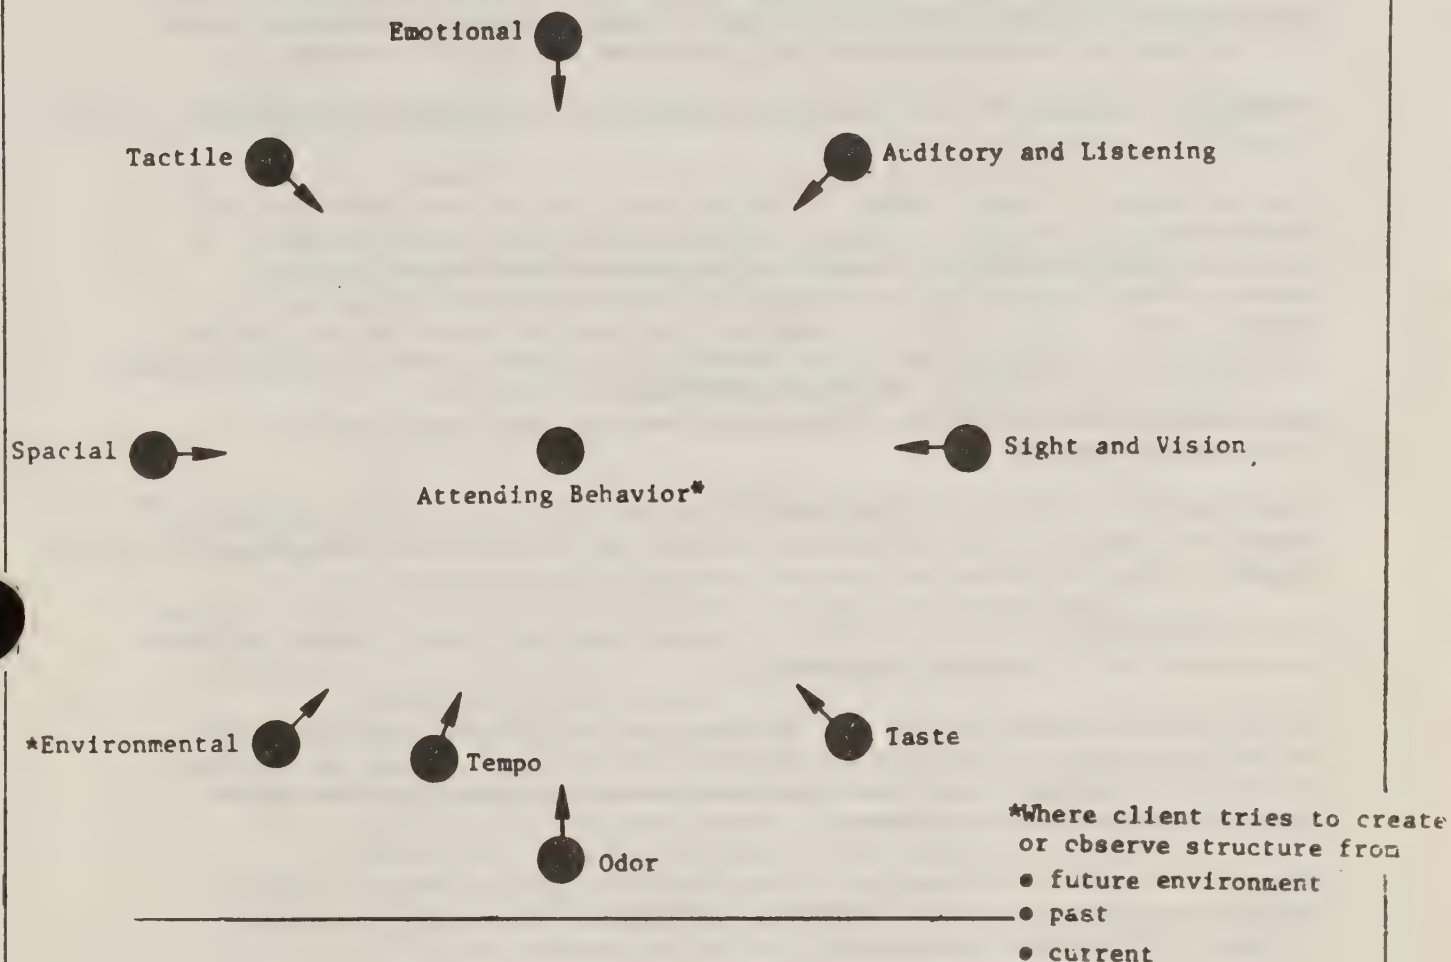 Emotional
Tactile
Auditory and Listening
Spacial
Sight and Vision
Attending Behavior*
*Environmental
Tempo
Taste
Odor
*Where client tries to create
or observe structure from
• future environment
• past
• current